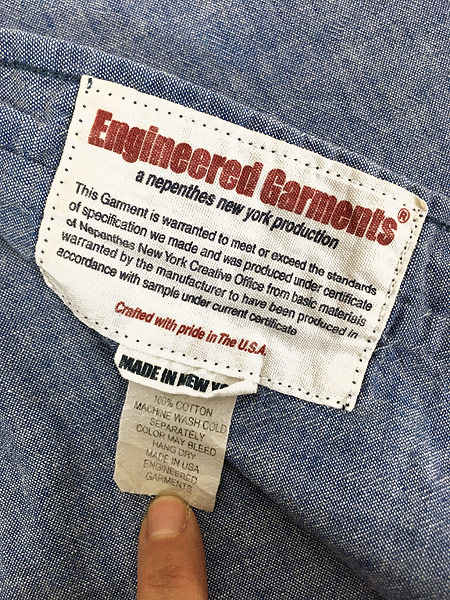 Engineered Garments®
a nepenthes new york production
This Garment is warranted to meet or exceed the standards
of specification we made and was produced under certificate
of Nepenthes New York Creative Office from basic materials
warranted by the manufacturer to have been produced in
accordance with sample under current certificate
Crafted with pride in The U.S.A.
MADE IN NEW
100% COTTON
MACHINE WASH COLD
SEPARATELY
COLOR MAY BLEED
HANG DRY
MADE IN USA
ENGINEERED
GARMENTS